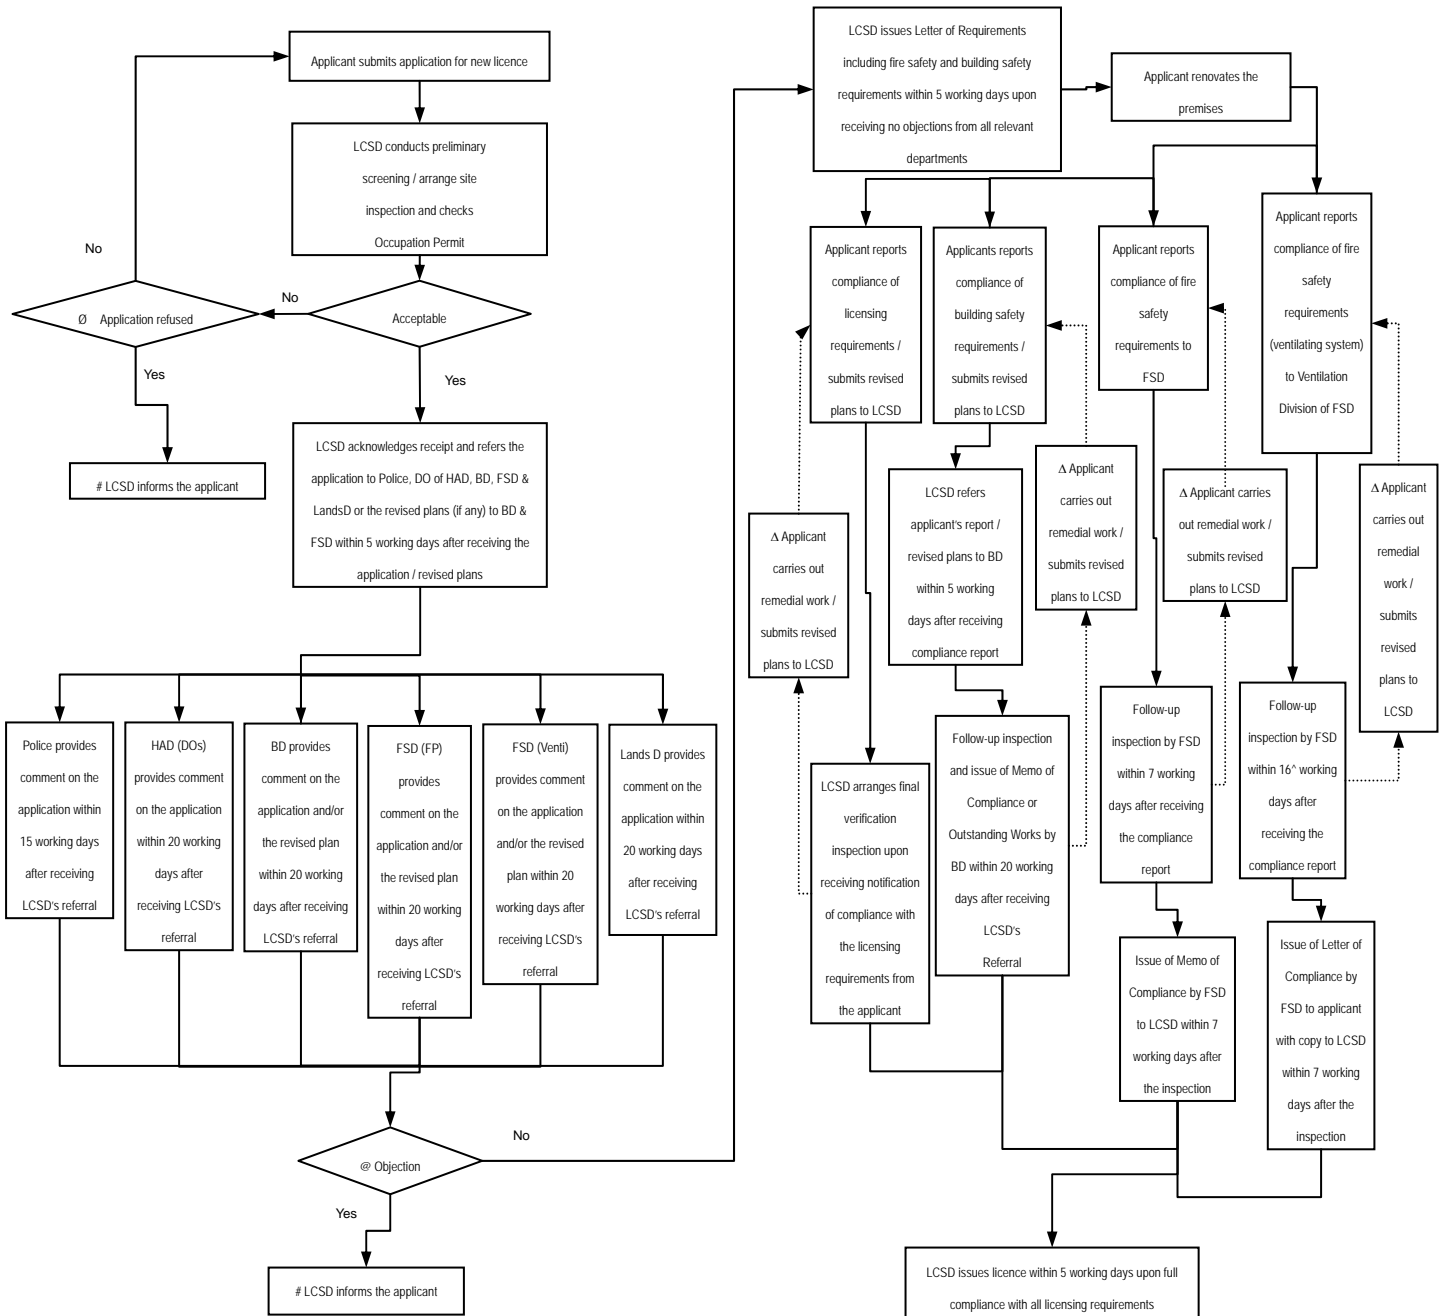 Applicant submits application for new licence
LCSD conducts preliminary
screening / arrange site
inspection and checks
Occupation Permit
No
Ø Application refused
No
Acceptable
Yes
Yes
# LCSD informs the applicant
LCSD acknowledges receipt and refers the
application to Police, DO of HAD, BD, FSD &
LandsD or the revised plans (if any) to BD &
FSD within 5 working days after receiving the
application / revised plans
Police provides
comment on the
application within
15 working days
after receiving
LCSD's referral
HAD (DOs)
provides comment
on the application
within 20 working
days after
receiving LCSD's
referral
BD provides
comment on the
application and/or
the revised plan
within 20 working
days after receiving
LCSD's referral
FSD (FP)
provides
comment on the
application and/or
the revised plan
within 20 working
days after
receiving LCSD's
referral
FSD (Venti)
provides comment
on the application
and/or the revised
plan within 20
working days after
receiving LCSD's
referral
Lands D provides
comment on the
application within
20 working days
after receiving
LCSD's referral
@ Objection
No
Yes
# LCSD informs the applicant
LCSD issues Letter of Requirements
including fire safety and building safety
requirements within 5 working days upon
receiving no objections from all relevant
departments
Applicant renovates the
premises
Applicant reports
compliance of
licensing
requirements /
submits revised
plans to LCSD
Applicants reports
compliance of
building safety
requirements /
submits revised
plans to LCSD
Applicant reports
compliance of fire
safety
requirements to
FSD
Applicant reports
compliance of fire
safety
requirements
(ventilating system)
to Ventilation
Division of FSD
Δ Applicant
carries out
remedial work /
submits revised
plans to LCSD
LCSD refers
applicant's report /
revised plans to BD
within 5 working
days after receiving
compliance report
Δ Applicant
carries out
remedial work /
submits revised
plans to LCSD
Δ Applicant carries
out remedial work /
submits revised
plans to LCSD
Δ Applicant
carries out
remedial
work /
submits
revised
plans to
LCSD
LCSD arranges final
verification
inspection upon
receiving notification
of compliance with
the licensing
requirements from
the applicant
Follow-up inspection
and issue of Memo of
Compliance or
Outstanding Works by
BD within 20 working
days after receiving
LCSD's
Referral
Follow-up
inspection by FSD
within 7 working
days after receiving
the compliance
report
Follow-up
inspection by FSD
within 16^ working
days after
receiving the
compliance report
Issue of Memo of
Compliance by FSD
to LCSD within 7
working days after
the inspection
Issue of Letter of
Compliance by
FSD to applicant
with copy to LCSD
within 7 working
days after the
inspection
LCSD issues licence within 5 working days upon full
compliance with all licensing requirements